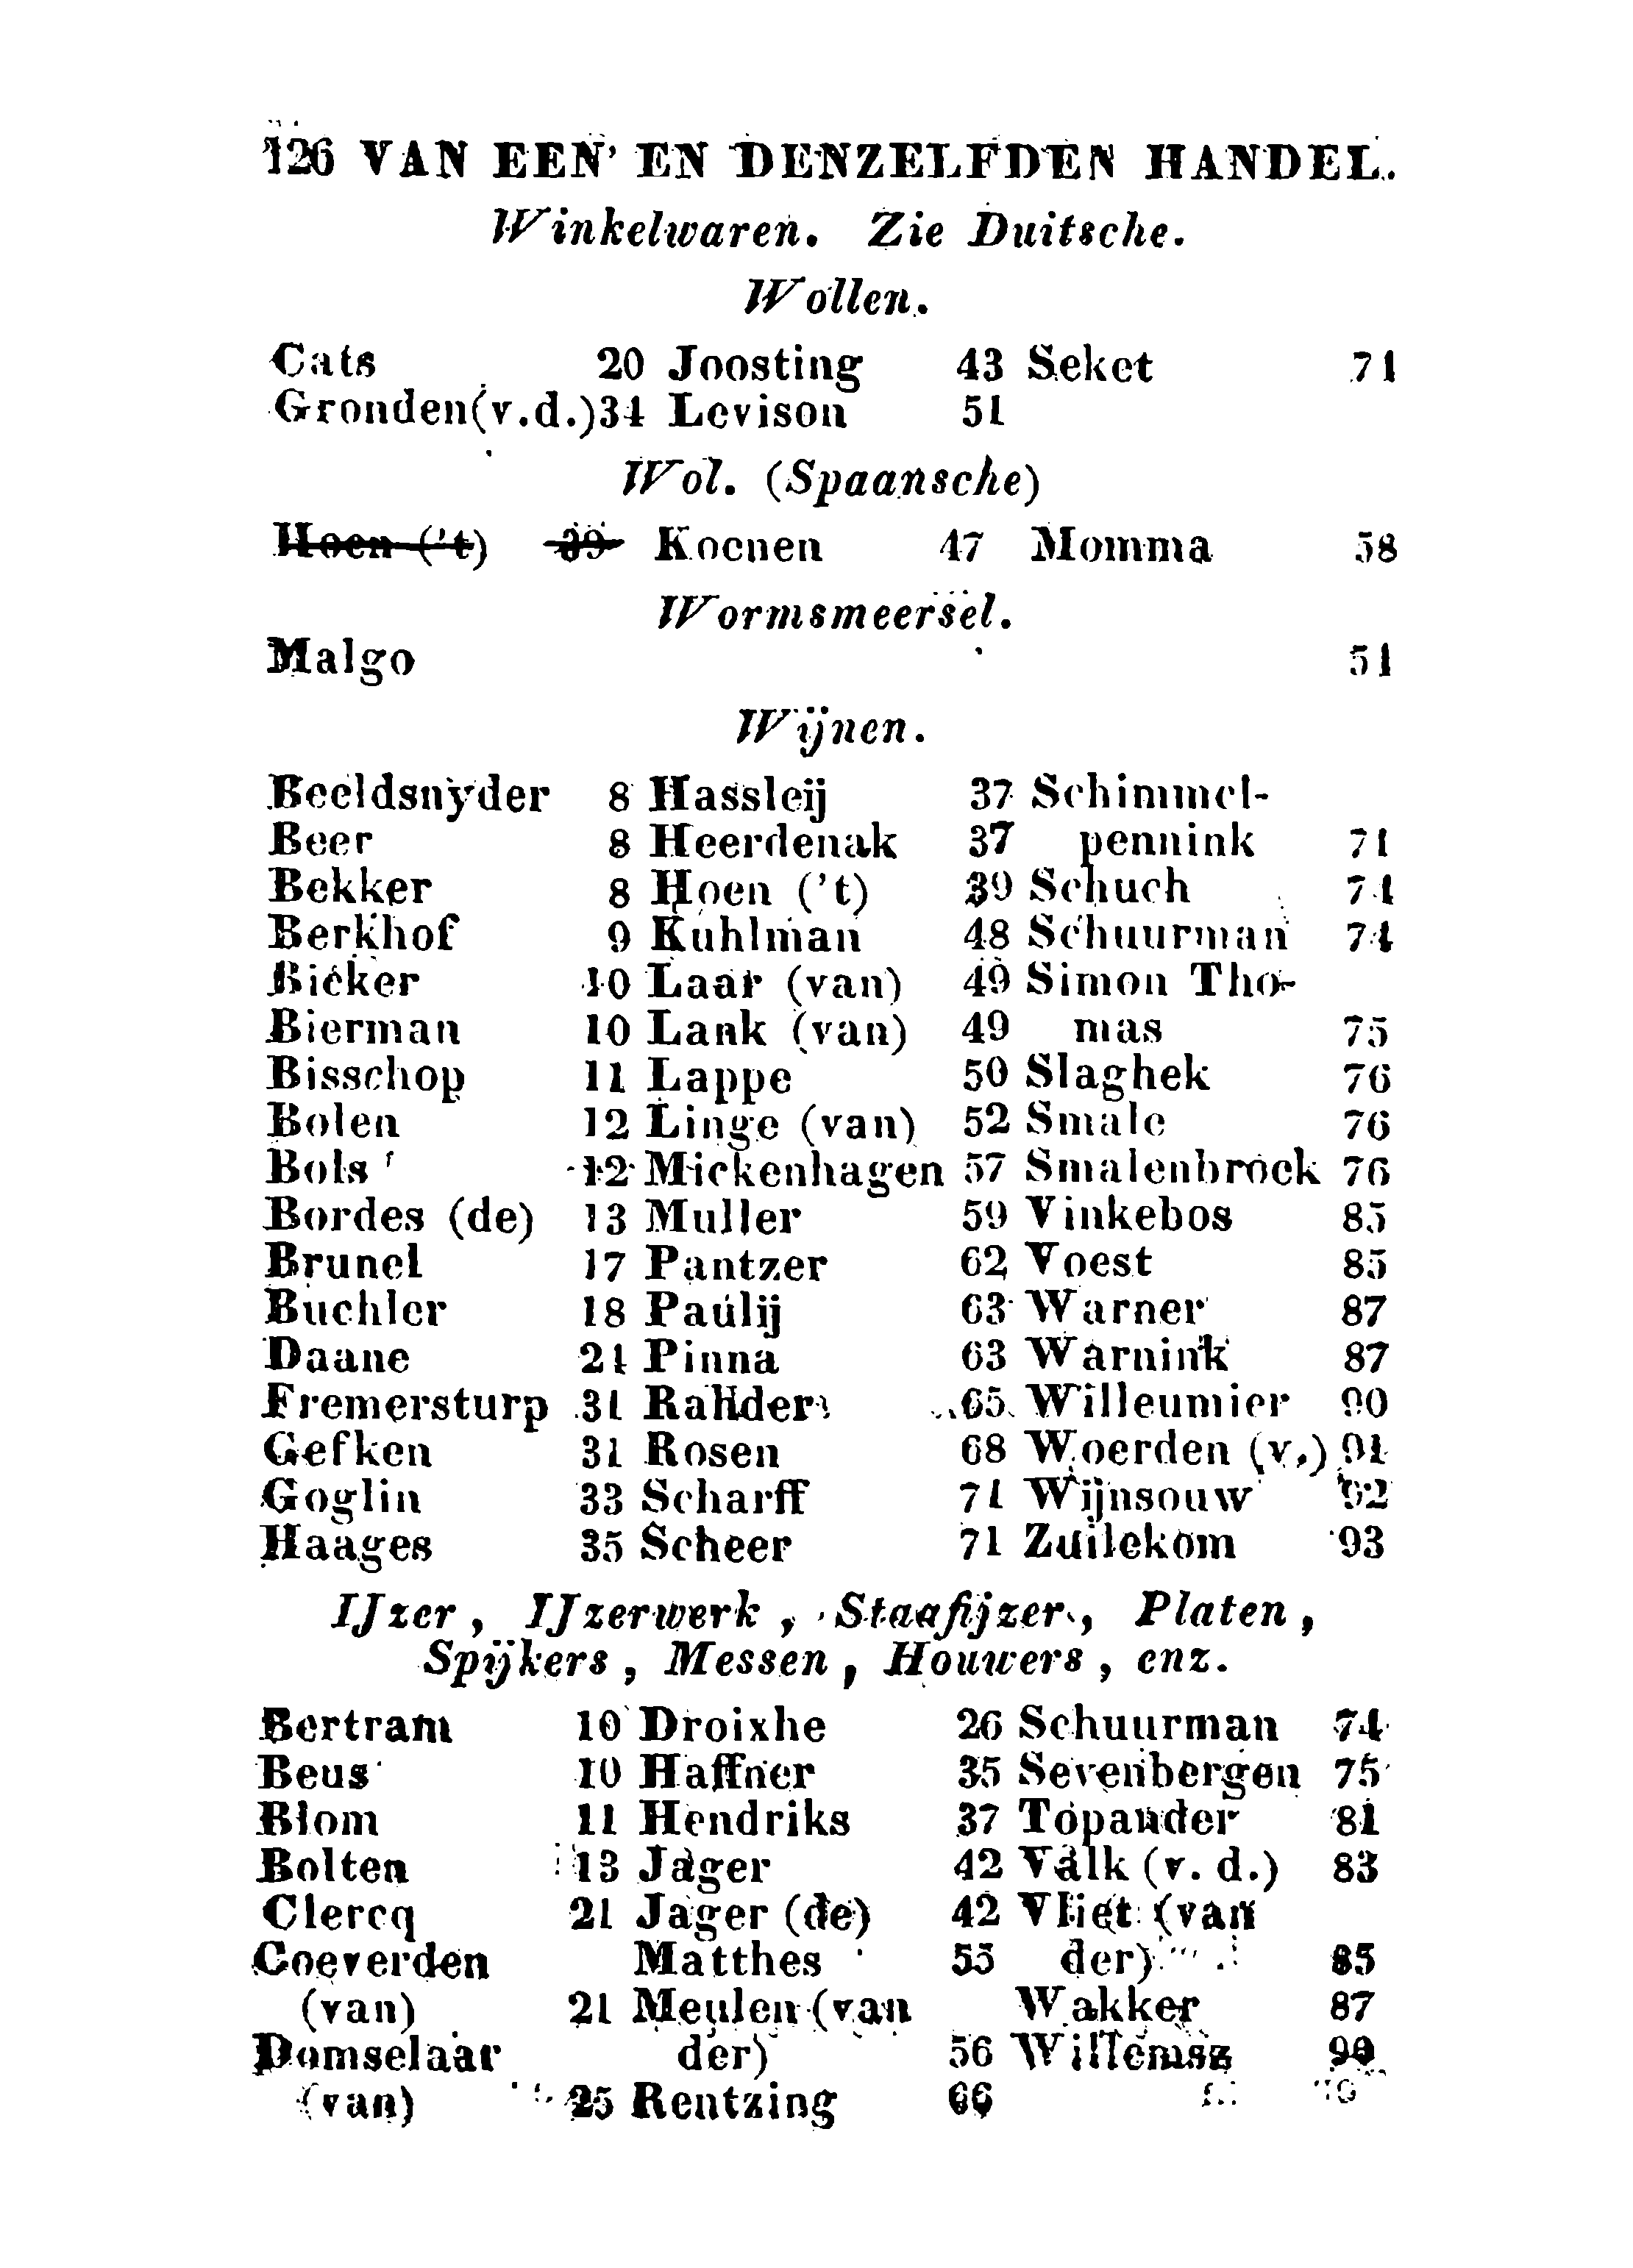 126 VAN EEN EN DENZELFDEN HANDEL.
Winkelwaren. Zie Duitsche.
Wollen.
Cats 20 Joosting 43 Seket 71
Gronden(v.d.)34 Levison 51
Wol. (Spaansche)
Hoen ('t) 39 Koenen 47 Momma 58
Wormsmeersel.
Malgo 51
Wijnen.
Beeldsnyder 8 Hassleij 37 Schimmel-
Beer 8 Heerdenak 37 pennink 71
Bekker 8 Hoen ('t) 39 Schuch 74
Berkhof 9 Kuhlman 48 Schuurman 74
Bicker 10 Laar (van) 49 Simon Tho-
Bierman 10 Lank (van) 49 mas 75
Bisschop 11 Lappe 50 Slaghek 76
Bolen 12 Linge (van) 52 Smale 76
Bols 12 Mickenhagen 57 Smalenbrock 76
Bordes (de) 13 Muller 59 Vinkebos 85
Brunel 17 Pantzer 62 Voest 85
Buchler 18 Paulij 63 Warner 87
Daane 21 Pinna 63 Warnink 87
Fremersturp 31 Rahder 65 Willeumier 90
Gefken 31 Rosen 68 Woerden (v.) 91
Goglin 33 Scharff 71 Wijnsouw 92
Haages 35 Scheer 71 Zuilekom 93
IJzer, IJzerwerk, Staafijzer, Platen,
Spijkers, Messen, Houwers, enz.
Bertram 10 Droixhe 26 Schuurman 74
Beus 10 Haffner 35 Sevenbergen 75
Blom 11 Hendriks 37 Topander 81
Bolten 13 Jager 42 Valk (v. d.) 83
Clercq 21 Jager (de) 42 Vliet (van
Coeverden Matthes 55 der) 85
(van) 21 Meulen (van Wakker 87
Domselaar der) 56 Willemsz 90
(van) 25 Rentzing 66